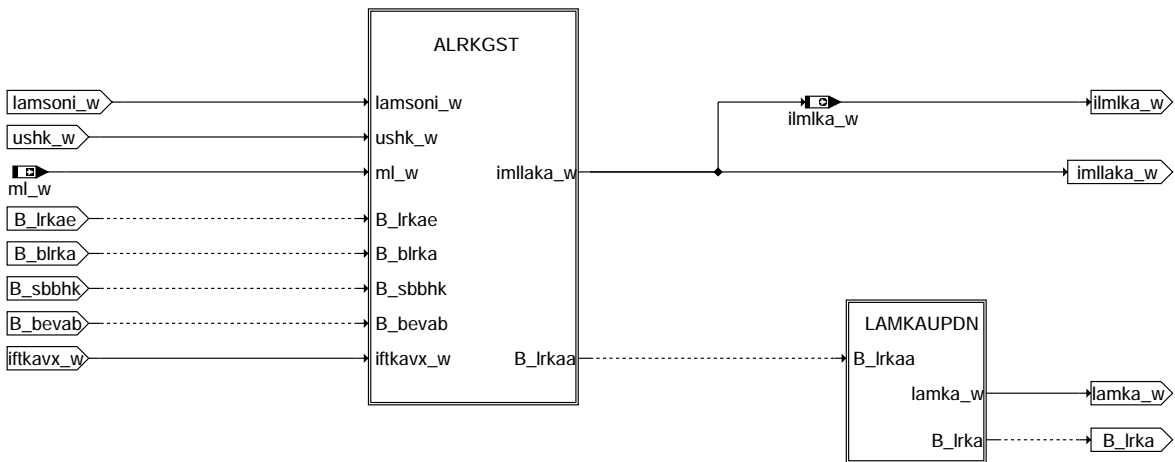 ALRKGST
lamsoni_w
lamsoni_w
ilmlka_w
ilmlka_w
ushk_w
ushk_w
ml_w
ml_w
imllaka_w
imllaka_w
B_lrkae
B_lrkae
B_blrka
B_blrka
B_sbbhk
B_sbbhk
B_bevab
B_bevab
LAMKAUPDN
iftkavx_w
iftkavx_w
B_lrkaa
B_lrkaa
lamka_w
lamka_w
B_lrka
B_lrka